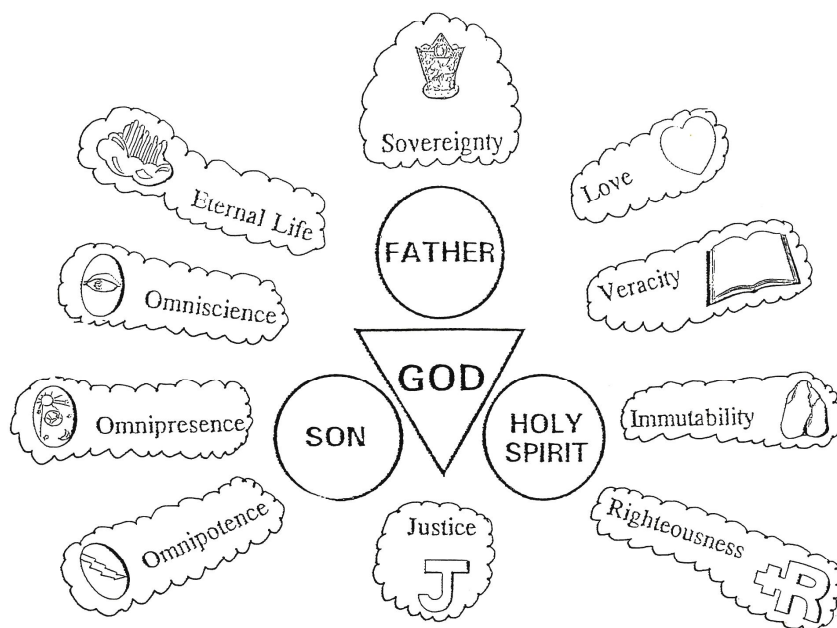 Sovereignty
Love
Eternal Life
FATHER
Veracity
Omniscience
GOD
Omnipresence
SON
HOLY
SPIRIT
Immutability
Omnipotence
Justice
J
Righteousness
+R